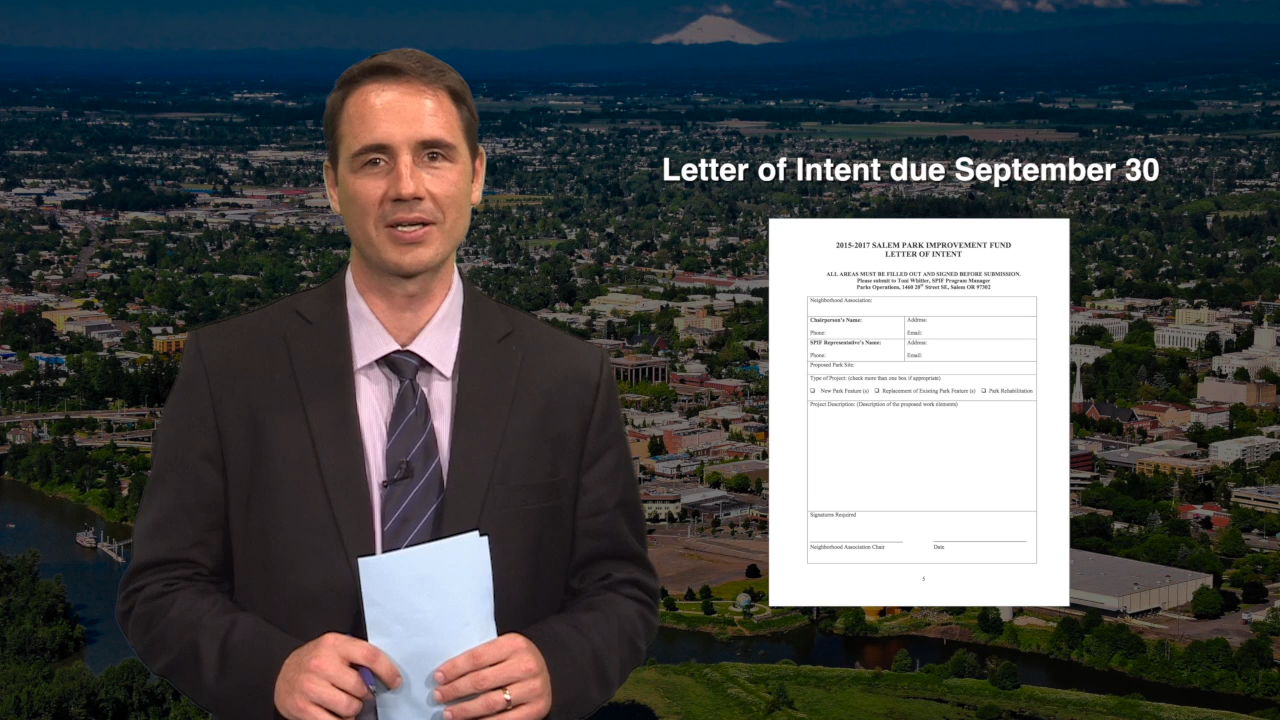 Letter of Intent due September 30
2015-2017 SALEM PARK IMPROVEMENT FUND
LETTER OF INTENT
ALL AREAS MUST BE FILLED OUT AND SIGNED BEFORE SUBMISSION.
Please submit to Toni Whitler, SPIF Program Manager
Parks Operations, 1460 20th Street SE, Salem OR 97302
Neighborhood Association:
Chairperson's Name: Address:
Phone: Email:
SPIF Representative's Name: Address:
Phone: Email:
Proposed Park Site:
Type of Project: (check more than one box if appropriate)
❏ New Park Feature (s) ❏ Replacement of Existing Park Feature (s) ❏ Park Rehabilitation
Project Description: (Description of the proposed work elements)
Signatures Required
Neighborhood Association Chair Date
5